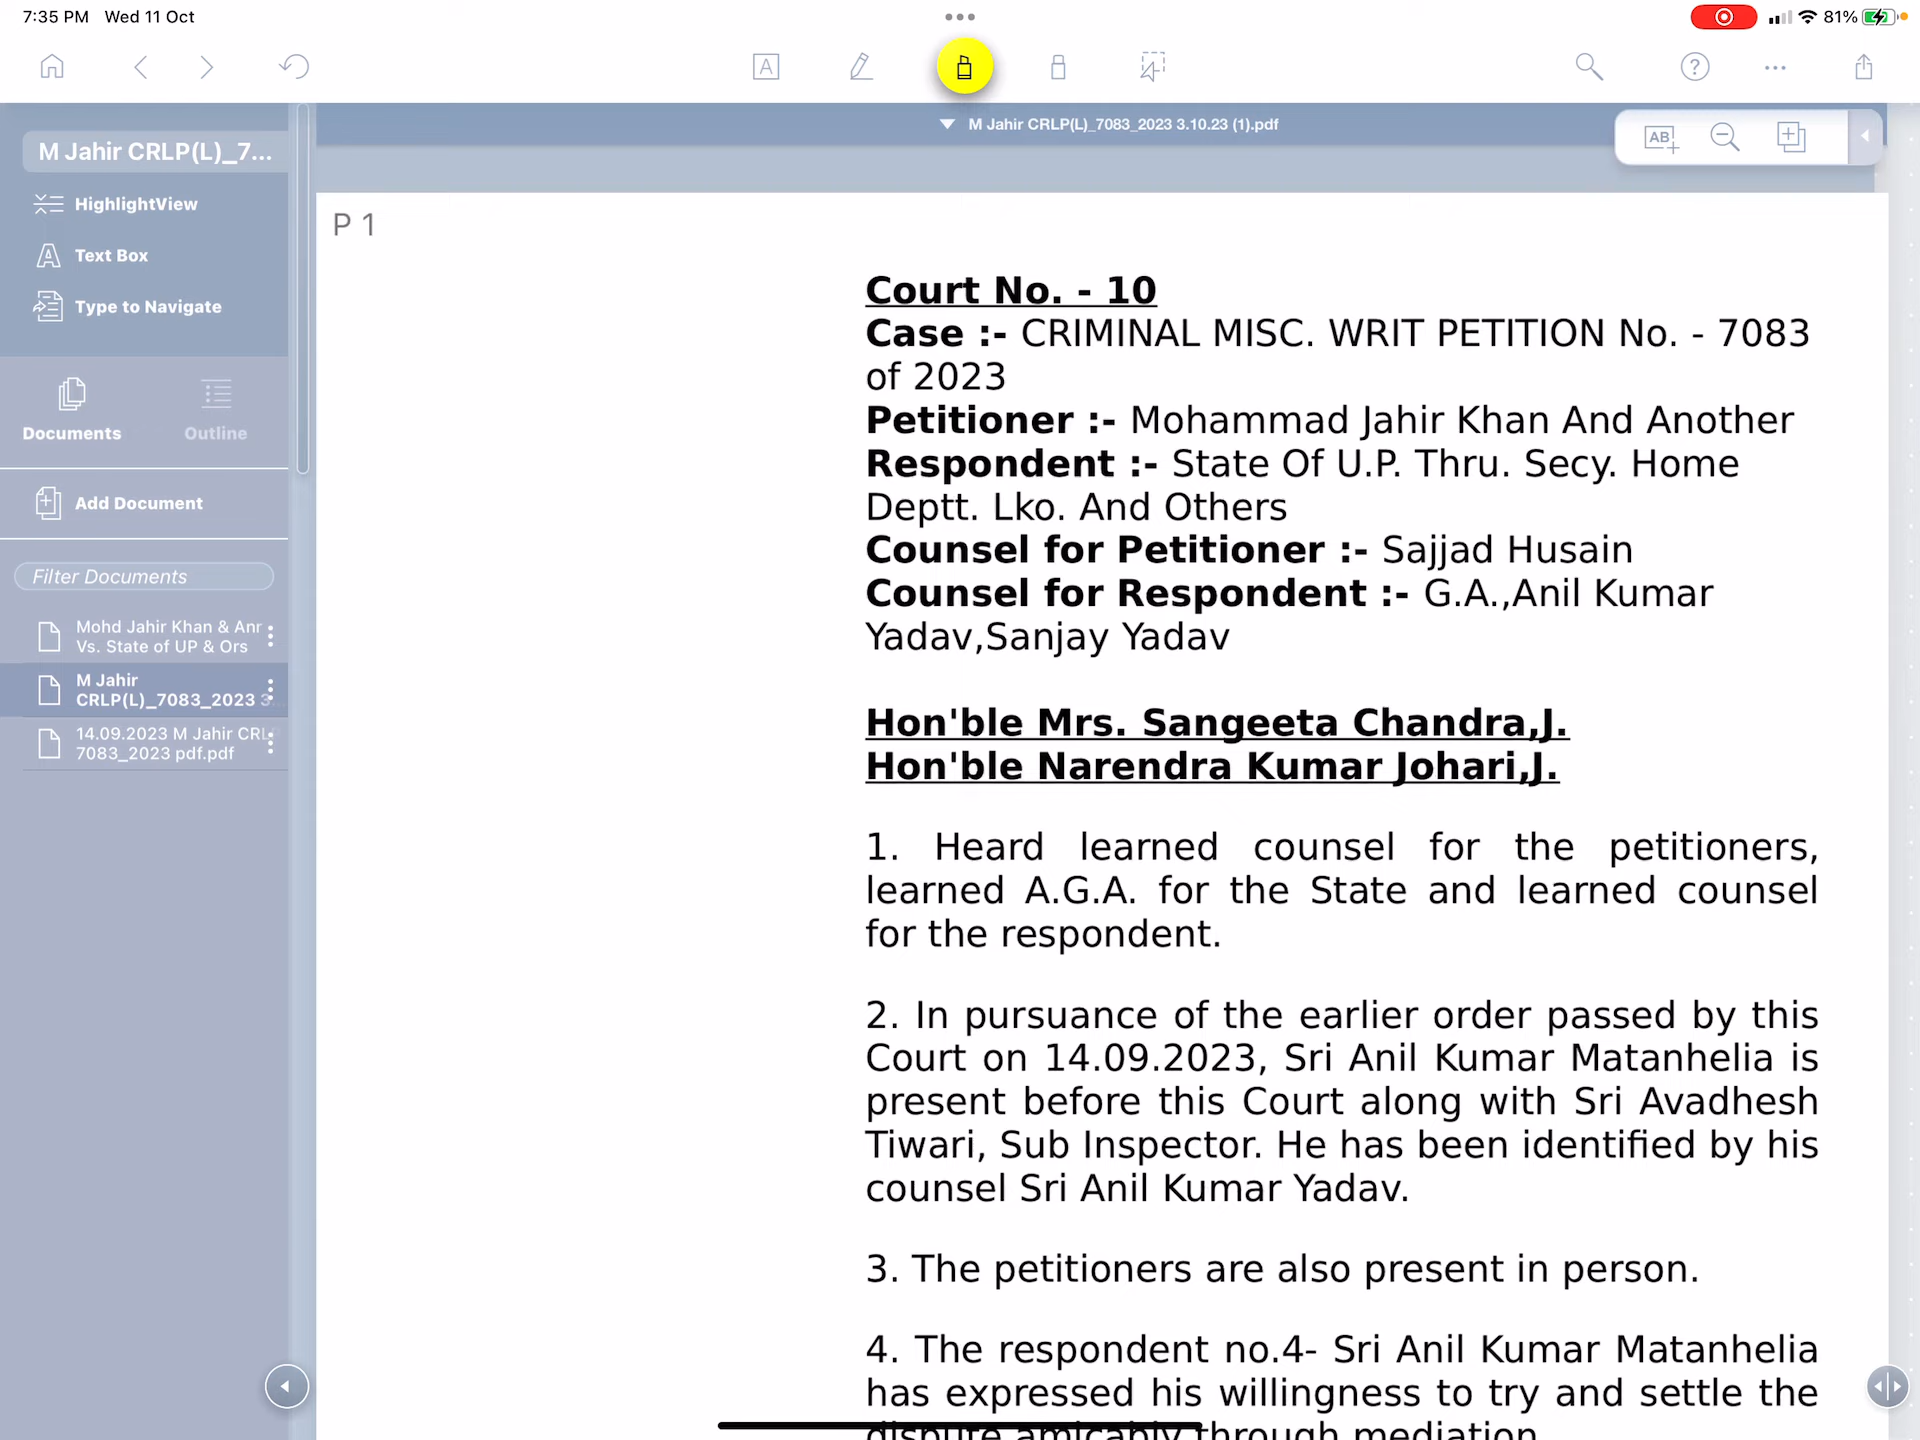 7:35 PM Wed 11 Oct
81%
A
?
M Jahir CRLP(L)_7083_2023 3.10.23 (1).pdf
AB
M Jahir CRLP(L)_7...
HighlightView
Text Box
Type to Navigate
Documents
Outline
Add Document
Filter Documents
Mohd Jahir Khan & Anr
Vs. State of UP & Ors
M Jahir
CRLP(L)_7083_2023 3...
14.09.2023 M Jahir CRL
7083_2023 pdf.pdf
P 1
Court No. - 10
Case :- CRIMINAL MISC. WRIT PETITION No. - 7083
of 2023
Petitioner :- Mohammad Jahir Khan And Another
Respondent :- State Of U.P. Thru. Secy. Home
Deptt. Lko. And Others
Counsel for Petitioner :- Sajjad Husain
Counsel for Respondent :- G.A.,Anil Kumar
Yadav,Sanjay Yadav
Hon'ble Mrs. Sangeeta Chandra,J.
Hon'ble Narendra Kumar Johari,J.
1. Heard learned counsel for the petitioners,
learned A.G.A. for the State and learned counsel
for the respondent.
2. In pursuance of the earlier order passed by this
Court on 14.09.2023, Sri Anil Kumar Matanhelia is
present before this Court along with Sri Avadhesh
Tiwari, Sub Inspector. He has been identified by his
counsel Sri Anil Kumar Yadav.
3. The petitioners are also present in person.
4. The respondent no.4- Sri Anil Kumar Matanhelia
has expressed his willingness to try and settle the
dispute amicably through mediation